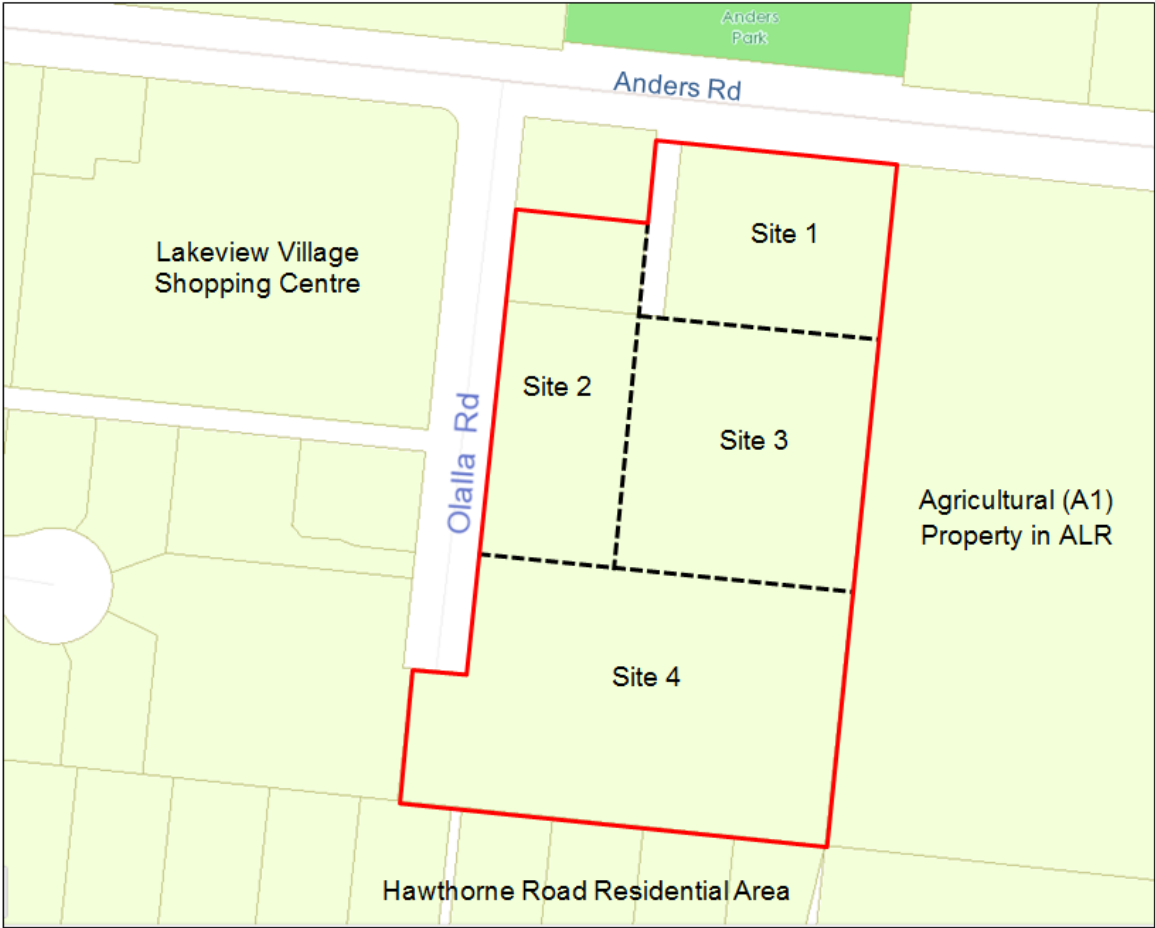 Anders
Park
Anders Rd
Site 1
Lakeview Village
Shopping Centre
Site 2
Olalla Rd
Site 3
Agricultural (A1)
Property in ALR
Site 4
Hawthorne Road Residential Area